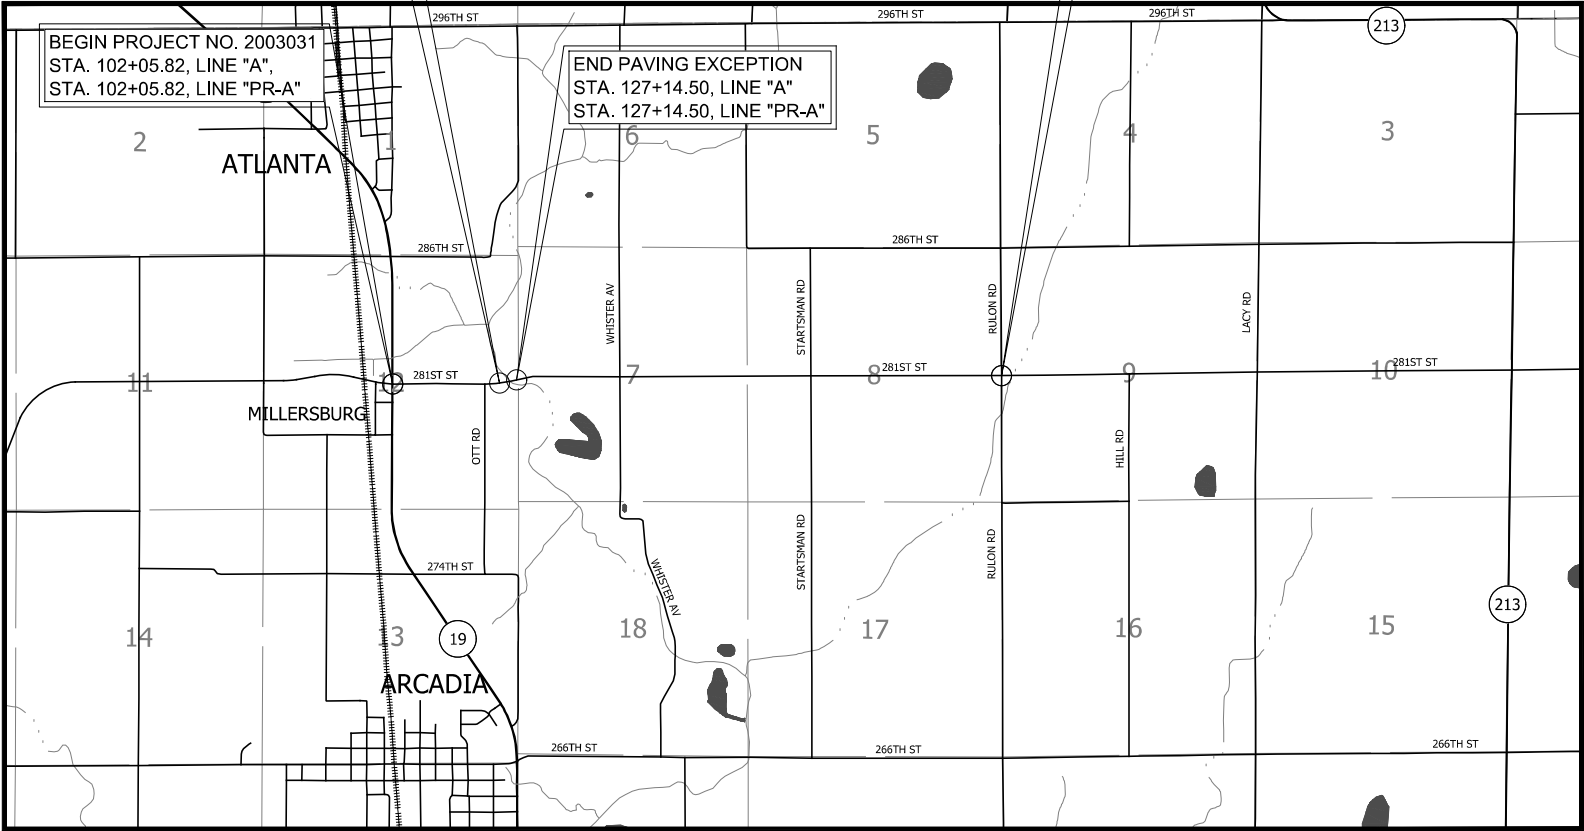 296TH ST
296TH ST
296TH ST
213
BEGIN PROJECT NO. 2003031
STA. 102+05.82, LINE "A",
STA. 102+05.82, LINE "PR-A"
END PAVING EXCEPTION
STA. 127+14.50, LINE "A"
STA. 127+14.50, LINE "PR-A"
2
1
6
5
4
3
ATLANTA
286TH ST
286TH ST
WHISTER AV
STARTSMAN RD
RULON RD
LACY RD
11
12
281ST ST
7
8
281ST ST
9
10
281ST ST
MILLERSBURG
OTT RD
HILL RD
274TH ST
WHISTER AV
STARTSMAN RD
RULON RD
213
14
13
19
18
17
16
15
ARCADIA
266TH ST
266TH ST
266TH ST